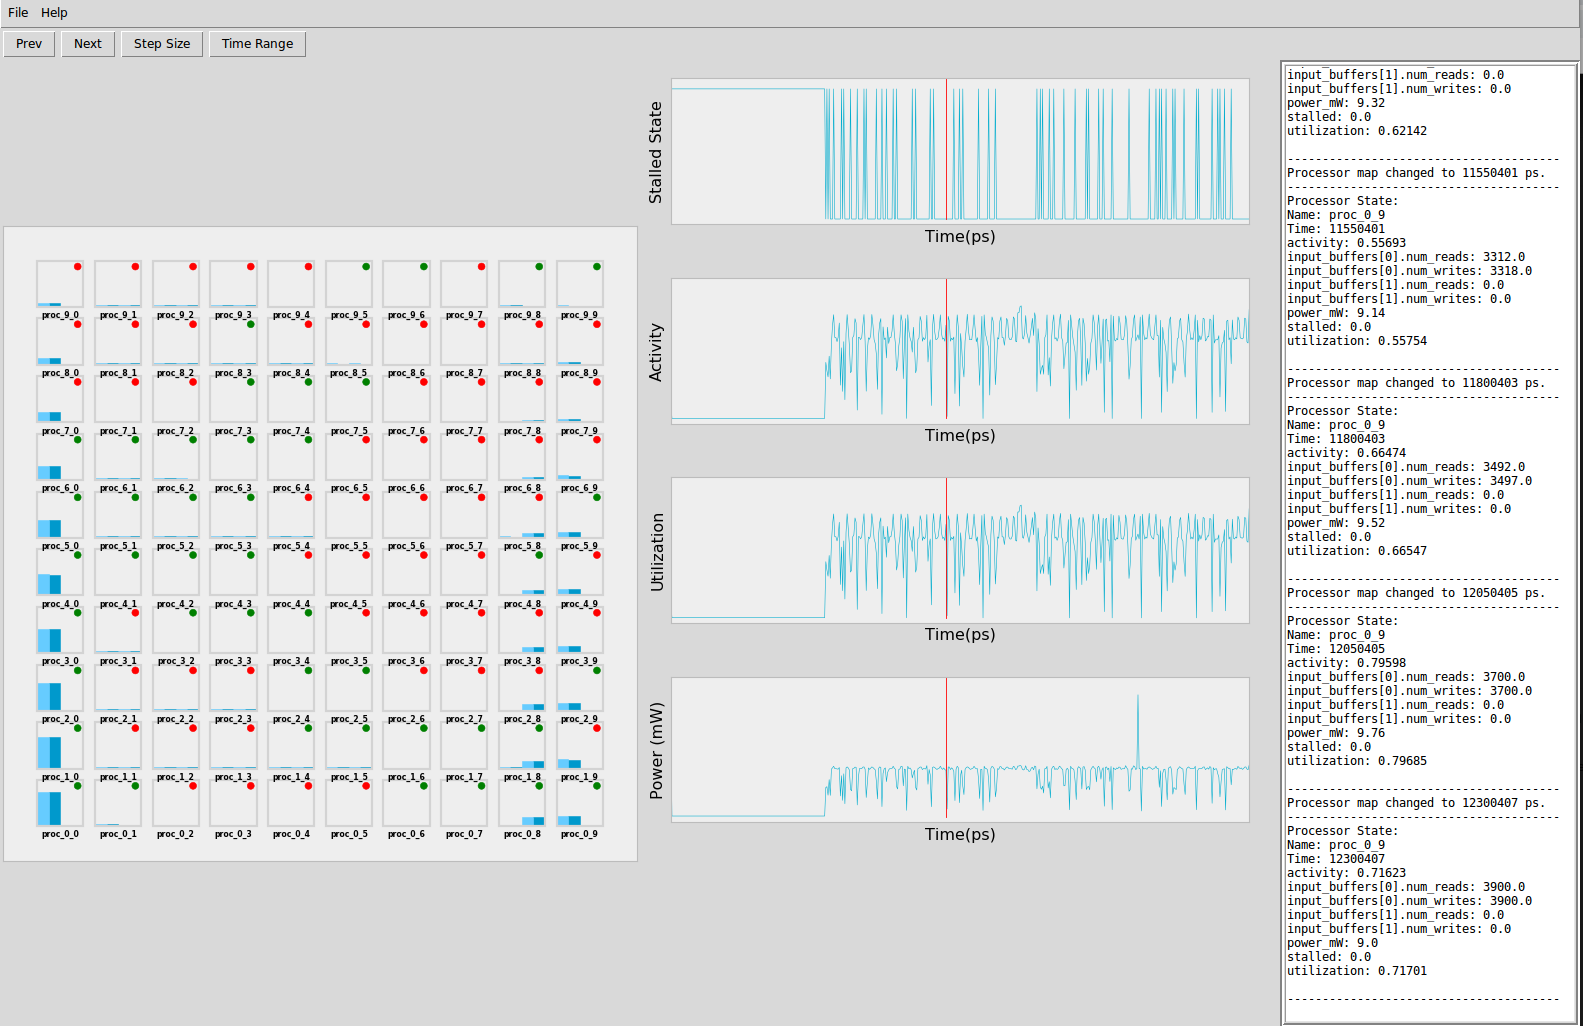 File Help
Prev Next Step Size Time Range
Stalled State
Time(ps)
Activity
Time(ps)
Utilization
Time(ps)
Power (mW)
Time(ps)
proc_9_0 proc_9_1 proc_9_2 proc_9_3 proc_9_4 proc_9_5 proc_9_6 proc_9_7 proc_9_8 proc_9_9
proc_8_0 proc_8_1 proc_8_2 proc_8_3 proc_8_4 proc_8_5 proc_8_6 proc_8_7 proc_8_8 proc_8_9
proc_7_0 proc_7_1 proc_7_2 proc_7_3 proc_7_4 proc_7_5 proc_7_6 proc_7_7 proc_7_8 proc_7_9
proc_6_0 proc_6_1 proc_6_2 proc_6_3 proc_6_4 proc_6_5 proc_6_6 proc_6_7 proc_6_8 proc_6_9
proc_5_0 proc_5_1 proc_5_2 proc_5_3 proc_5_4 proc_5_5 proc_5_6 proc_5_7 proc_5_8 proc_5_9
proc_4_0 proc_4_1 proc_4_2 proc_4_3 proc_4_4 proc_4_5 proc_4_6 proc_4_7 proc_4_8 proc_4_9
proc_3_0 proc_3_1 proc_3_2 proc_3_3 proc_3_4 proc_3_5 proc_3_6 proc_3_7 proc_3_8 proc_3_9
proc_2_0 proc_2_1 proc_2_2 proc_2_3 proc_2_4 proc_2_5 proc_2_6 proc_2_7 proc_2_8 proc_2_9
proc_1_0 proc_1_1 proc_1_2 proc_1_3 proc_1_4 proc_1_5 proc_1_6 proc_1_7 proc_1_8 proc_1_9
proc_0_0 proc_0_1 proc_0_2 proc_0_3 proc_0_4 proc_0_5 proc_0_6 proc_0_7 proc_0_8 proc_0_9
input_buffers[1].num_reads: 0.0
input_buffers[1].num_writes: 0.0
power_mW: 9.32
stalled: 0.0
utilization: 0.62142
---------------------------------------
Processor map changed to 11550401 ps.
---------------------------------------
Processor State:
Name: proc_0_9
Time: 11550401
activity: 0.55693
input_buffers[0].num_reads: 3312.0
input_buffers[0].num_writes: 3318.0
input_buffers[1].num_reads: 0.0
input_buffers[1].num_writes: 0.0
power_mW: 9.14
stalled: 0.0
utilization: 0.55754
---------------------------------------
Processor map changed to 11800403 ps.
---------------------------------------
Processor State:
Name: proc_0_9
Time: 11800403
activity: 0.66474
input_buffers[0].num_reads: 3492.0
input_buffers[0].num_writes: 3497.0
input_buffers[1].num_reads: 0.0
input_buffers[1].num_writes: 0.0
power_mW: 9.52
stalled: 0.0
utilization: 0.66547
---------------------------------------
Processor map changed to 12050405 ps.
---------------------------------------
Processor State:
Name: proc_0_9
Time: 12050405
activity: 0.79598
input_buffers[0].num_reads: 3700.0
input_buffers[0].num_writes: 3700.0
input_buffers[1].num_reads: 0.0
input_buffers[1].num_writes: 0.0
power_mW: 9.76
stalled: 0.0
utilization: 0.79685
---------------------------------------
Processor map changed to 12300407 ps.
---------------------------------------
Processor State:
Name: proc_0_9
Time: 12300407
activity: 0.71623
input_buffers[0].num_reads: 3900.0
input_buffers[0].num_writes: 3900.0
input_buffers[1].num_reads: 0.0
input_buffers[1].num_writes: 0.0
power_mW: 9.0
stalled: 0.0
utilization: 0.71701
---------------------------------------